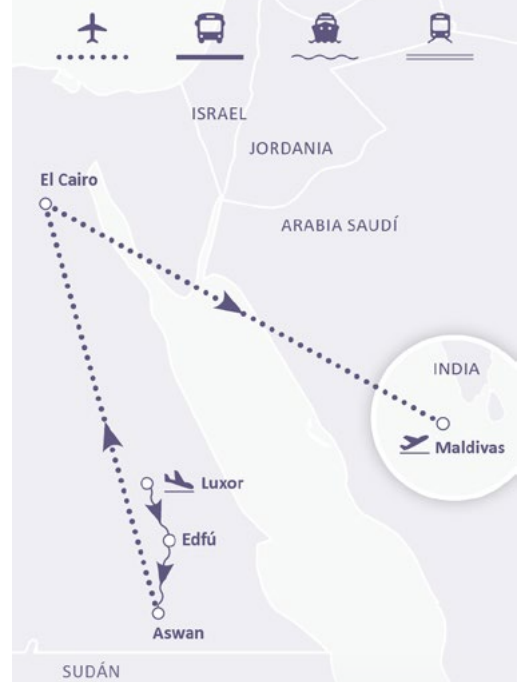 ISRAEL
JORDANIA
El Cairo
ARABIA SAUDÍ
INDIA
Maldivas
Luxor
Edfú
Aswan
SUDÁN